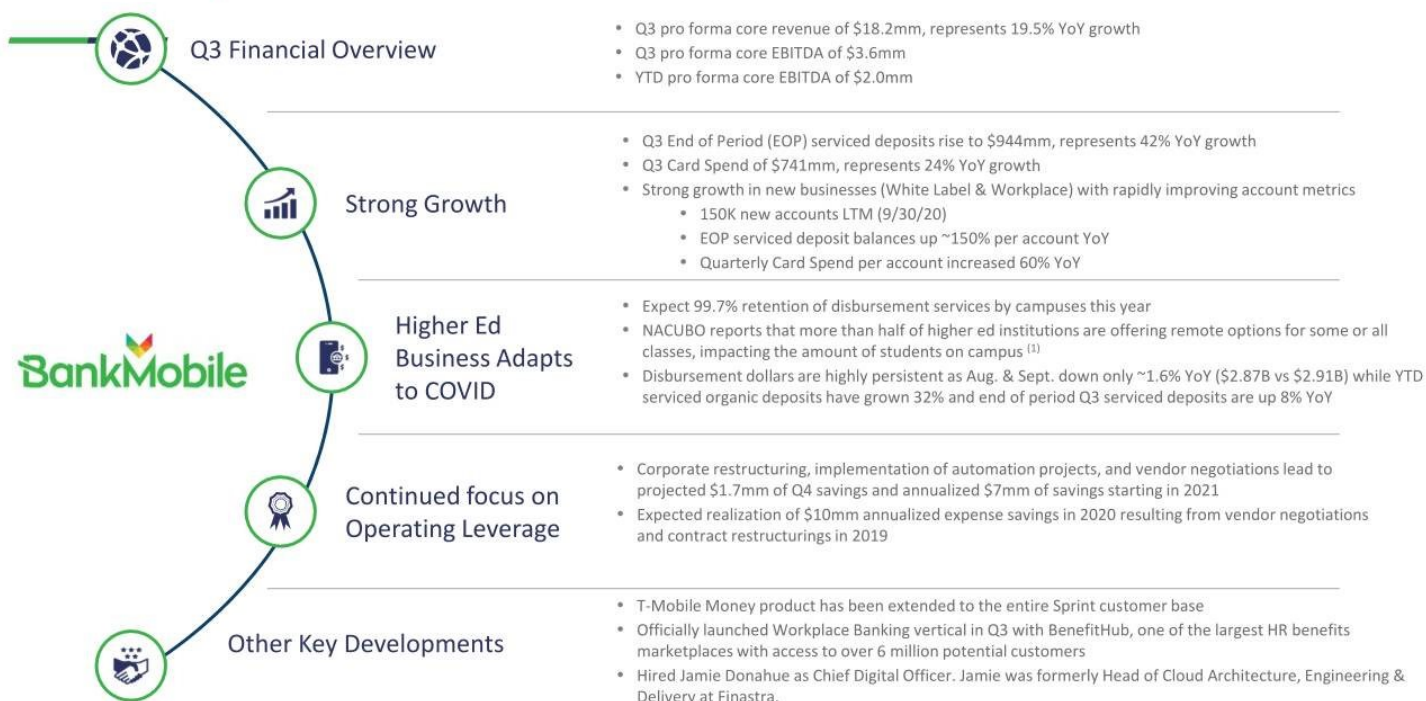 Q3 Financial Overview
• Q3 pro forma core revenue of $18.2mm, represents 19.5% YoY growth
• Q3 pro forma core EBITDA of $3.6mm
• YTD pro forma core EBITDA of $2.0mm
Strong Growth
• Q3 End of Period (EOP) serviced deposits rise to $944mm, represents 42% YoY growth
• Q3 Card Spend of $741mm, represents 24% YoY growth
• Strong growth in new businesses (White Label & Workplace) with rapidly improving account metrics
• 150K new accounts LTM (9/30/20)
• EOP serviced deposit balances up ~150% per account YoY
• Quarterly Card Spend per account increased 60% YoY
BankMobile
Higher Ed
Business Adapts
to COVID
• Expect 99.7% retention of disbursement services by campuses this year
• NACUBO reports that more than half of higher ed institutions are offering remote options for some or all
classes, impacting the amount of students on campus (1)
• Disbursement dollars are highly persistent as Aug. & Sept. down only ~1.6% YoY ($2.87B vs $2.91B) while YTD
serviced organic deposits have grown 32% and end of period Q3 serviced deposits are up 8% YoY
Continued focus on
Operating Leverage
• Corporate restructuring, implementation of automation projects, and vendor negotiations lead to
projected $1.7mm of Q4 savings and annualized $7mm of savings starting in 2021
• Expected realization of $10mm annualized expense savings in 2020 resulting from vendor negotiations
and contract restructurings in 2019
Other Key Developments
• T-Mobile Money product has been extended to the entire Sprint customer base
• Officially launched Workplace Banking vertical in Q3 with BenefitHub, one of the largest HR benefits
marketplaces with access to over 6 million potential customers
• Hired Jamie Donahue as Chief Digital Officer. Jamie was formerly Head of Cloud Architecture, Engineering &
Delivery at Finastra.